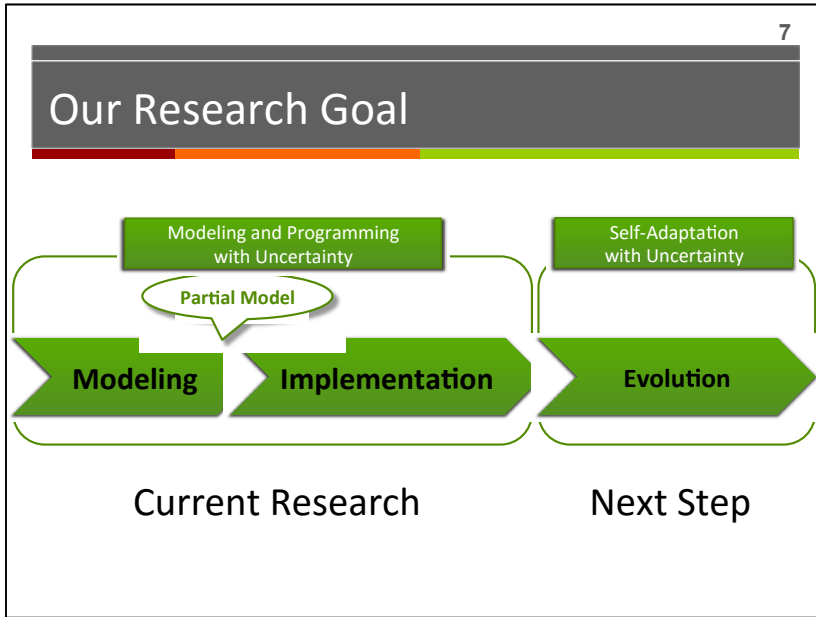 7
Our Research Goal
Modeling and Programming
with Uncertainty
Self-Adaptation
with Uncertainty
Partial Model
Modeling
Implementation
Evolution
Current Research
Next Step